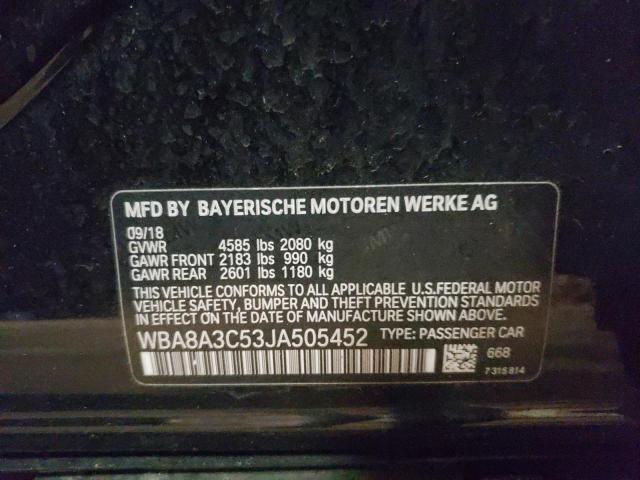 MFD BY BAYERISCHE MOTOREN WERKE AG
09/18
GVWR 4585 lbs 2080 kg
GAWR FRONT 2183 lbs 990 kg
GAWR REAR 2601 lbs 1180 kg
THIS VEHICLE CONFORMS TO ALL APPLICABLE U.S.FEDERAL MOTOR
VEHICLE SAFETY, BUMPER AND THEFT PREVENTION STANDARDS
IN EFFECT ON THE DATE OF MANUFACTURE SHOWN ABOVE.
WBA8A3C53JA505452 TYPE: PASSENGER CAR
668
7315814